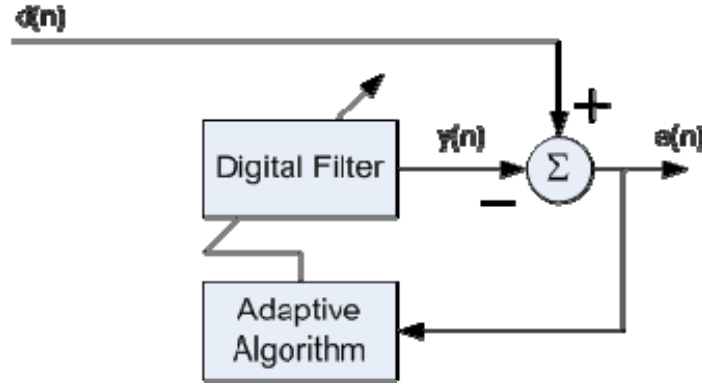 d(n)
+
Digital Filter
y(n)
Σ
e(n)
−
Adaptive
Algorithm